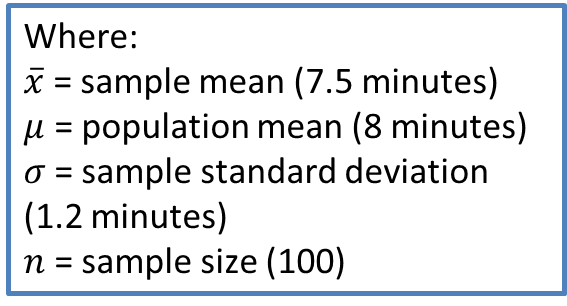 Where:
x̄ = sample mean (7.5 minutes)
μ = population mean (8 minutes)
σ = sample standard deviation
(1.2 minutes)
n = sample size (100)